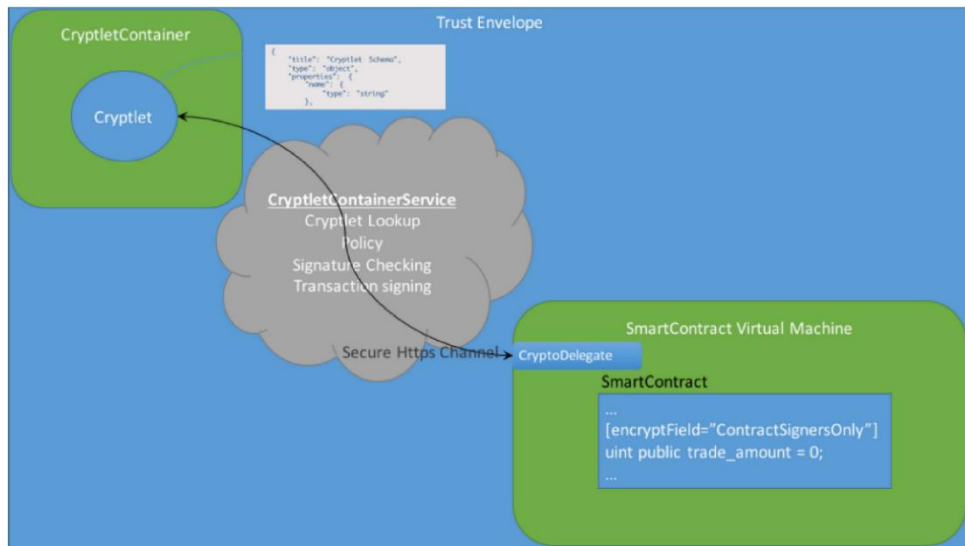 Trust Envelope
CryptletContainer
Cryptlet
{
"title": "Cryptlet Schema",
"type": "object",
"properties": {
"name": {
"type": "string"
},
CryptletContainerService
Cryptlet Lookup
Policy
Signature Checking
Transaction signing
Secure Https Channel
SmartContract Virtual Machine
CryptoDelegate
SmartContract
...
[encryptField="ContractSignersOnly”]
uint public trade_amount = 0;
...